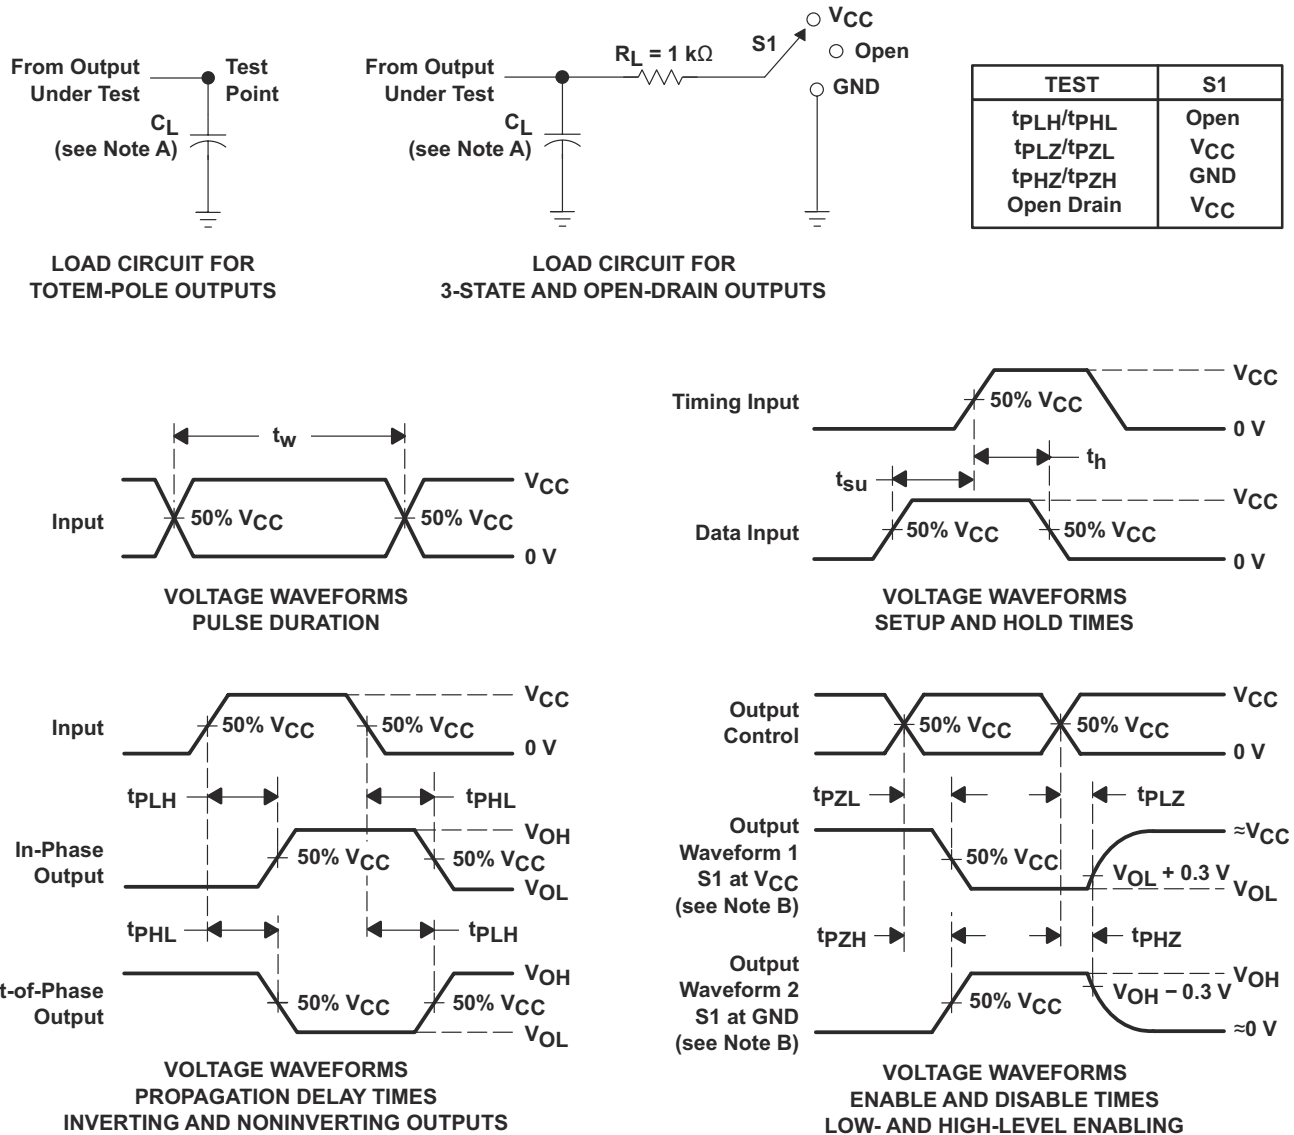 From Output
Under Test
Test
Point
CL
(see Note A)
LOAD CIRCUIT FOR
TOTEM-POLE OUTPUTS
From Output
Under Test
RL = 1 kΩ
S1
VCC
Open
GND
CL
(see Note A)
LOAD CIRCUIT FOR
3-STATE AND OPEN-DRAIN OUTPUTS
TEST S1
tPLH/tPHL Open
tPLZ/tPZL VCC
tPHZ/tPZH GND
Open Drain VCC
tw
Input
50% VCC
50% VCC
VCC
0 V
VOLTAGE WAVEFORMS
PULSE DURATION
Timing Input
50% VCC
VCC
0 V
tsu
th
Data Input
50% VCC
50% VCC
VCC
0 V
VOLTAGE WAVEFORMS
SETUP AND HOLD TIMES
Input
50% VCC
50% VCC
VCC
0 V
tPLH
tPHL
In-Phase
Output
50% VCC
50% VCC
VOH
VOL
tPHL
tPLH
t-of-Phase
Output
50% VCC
50% VCC
VOH
VOL
VOLTAGE WAVEFORMS
PROPAGATION DELAY TIMES
INVERTING AND NONINVERTING OUTPUTS
Output
Control
50% VCC
50% VCC
VCC
0 V
tPZL
tPLZ
Output
Waveform 1
S1 at VCC
(see Note B)
50% VCC
VOL + 0.3 V
≈VCC
VOL
tPZH
tPHZ
Output
Waveform 2
S1 at GND
(see Note B)
50% VCC
VOH − 0.3 V
VOH
≈0 V
VOLTAGE WAVEFORMS
ENABLE AND DISABLE TIMES
LOW- AND HIGH-LEVEL ENABLING